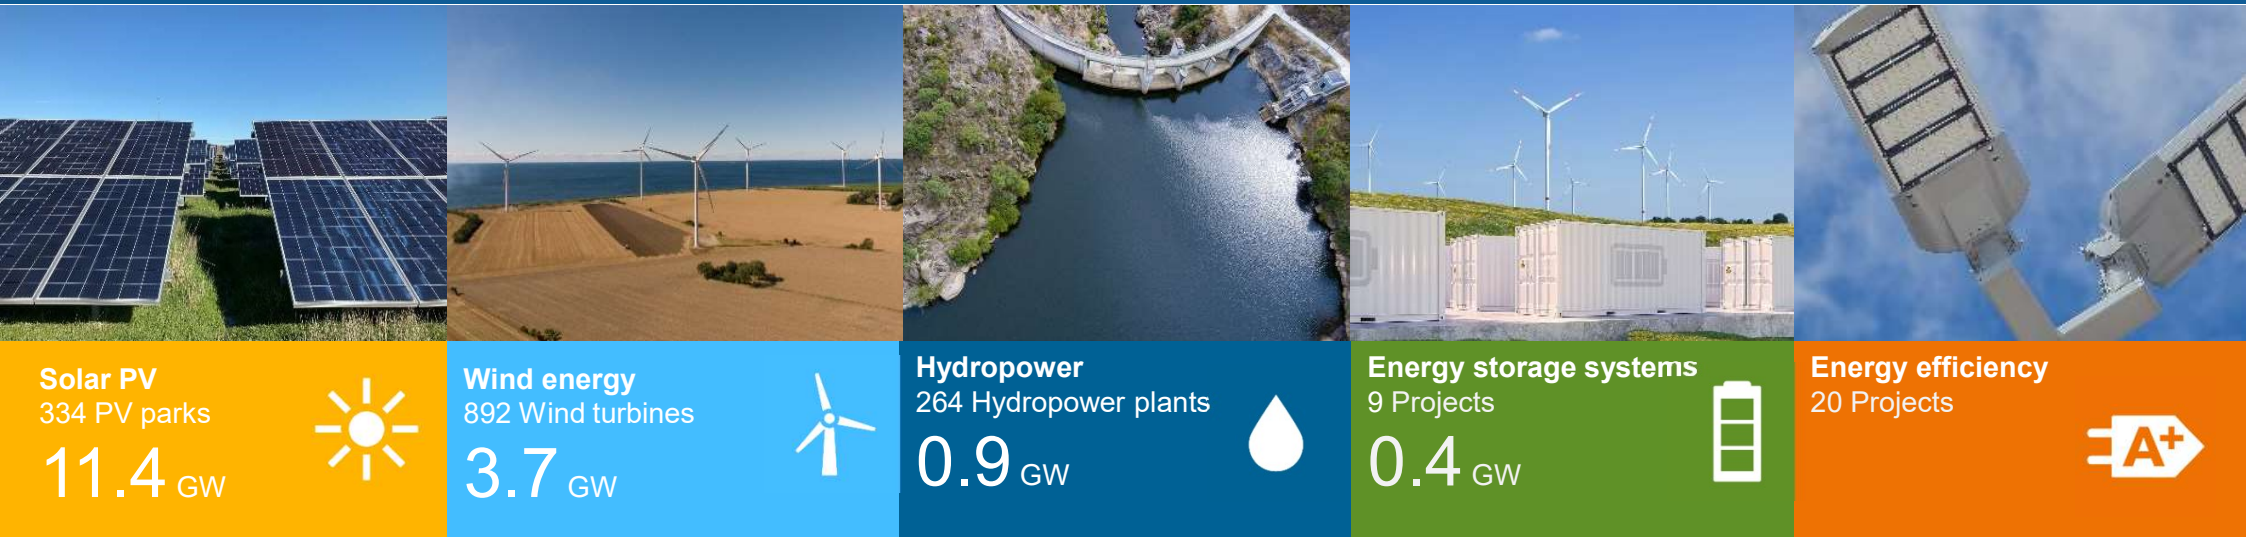 Solar PV
334 PV parks
11.4 GW
Wind energy
892 Wind turbines
3.7 GW
Hydropower
264 Hydropower plants
0.9 GW
Energy storage systems
9 Projects
0.4 GW
Energy efficiency
20 Projects
A+